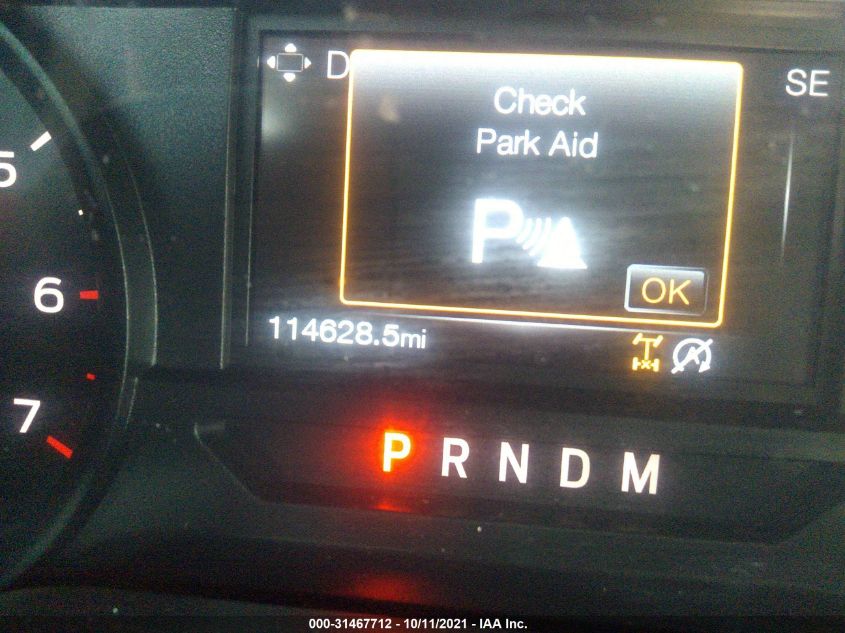 D
SE
Check
Park Aid
P
OK
5
6
7
114628.5mi
P R N D M
000-31467712 - 10/11/2021 - IAA Inc.